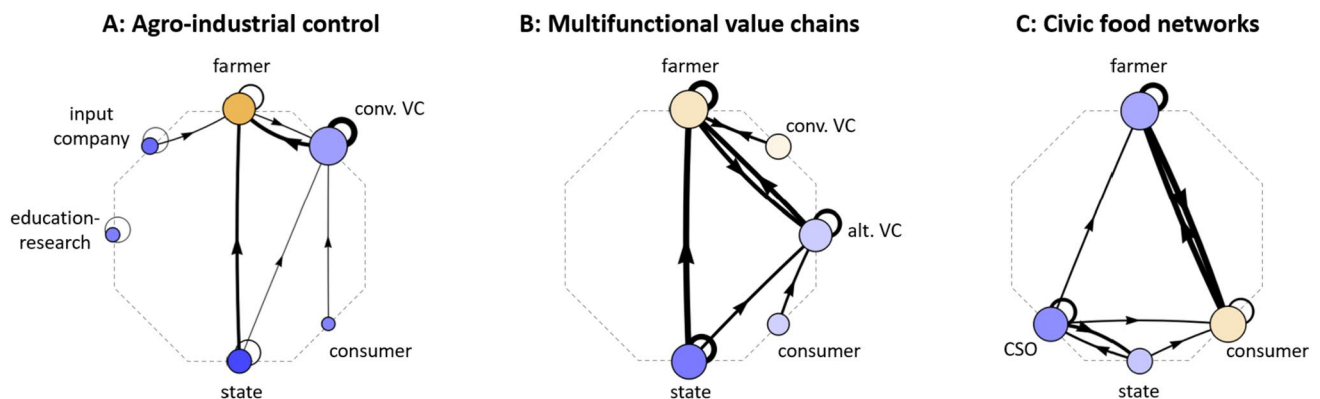 A: Agro-industrial control
farmer
conv. VC
input
company
education-
research
consumer
state
B: Multifunctional value chains
farmer
conv. VC
alt. VC
consumer
state
C: Civic food networks
farmer
CSO
consumer
state